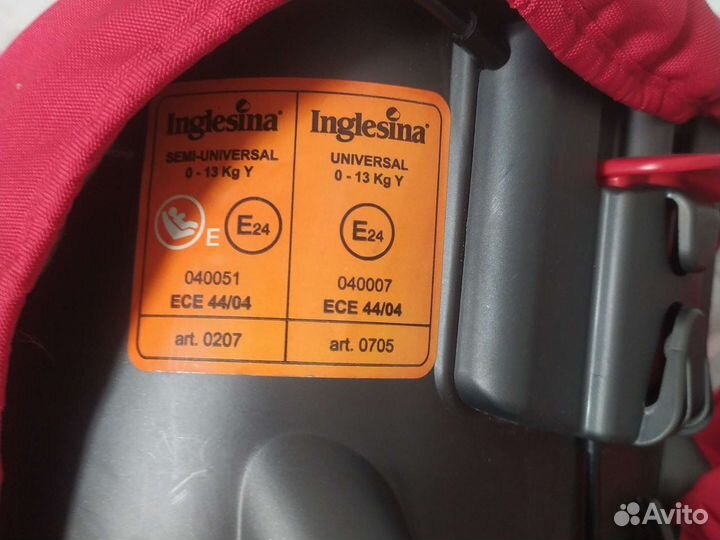 Inglesina®
SEMI-UNIVERSAL
0 - 13 Kg Y
E
E24
040051
ECE 44/04
art. 0207
Inglesina®
UNIVERSAL
0 - 13 Kg Y
E24
040007
ECE 44/04
art. 0705
Avito